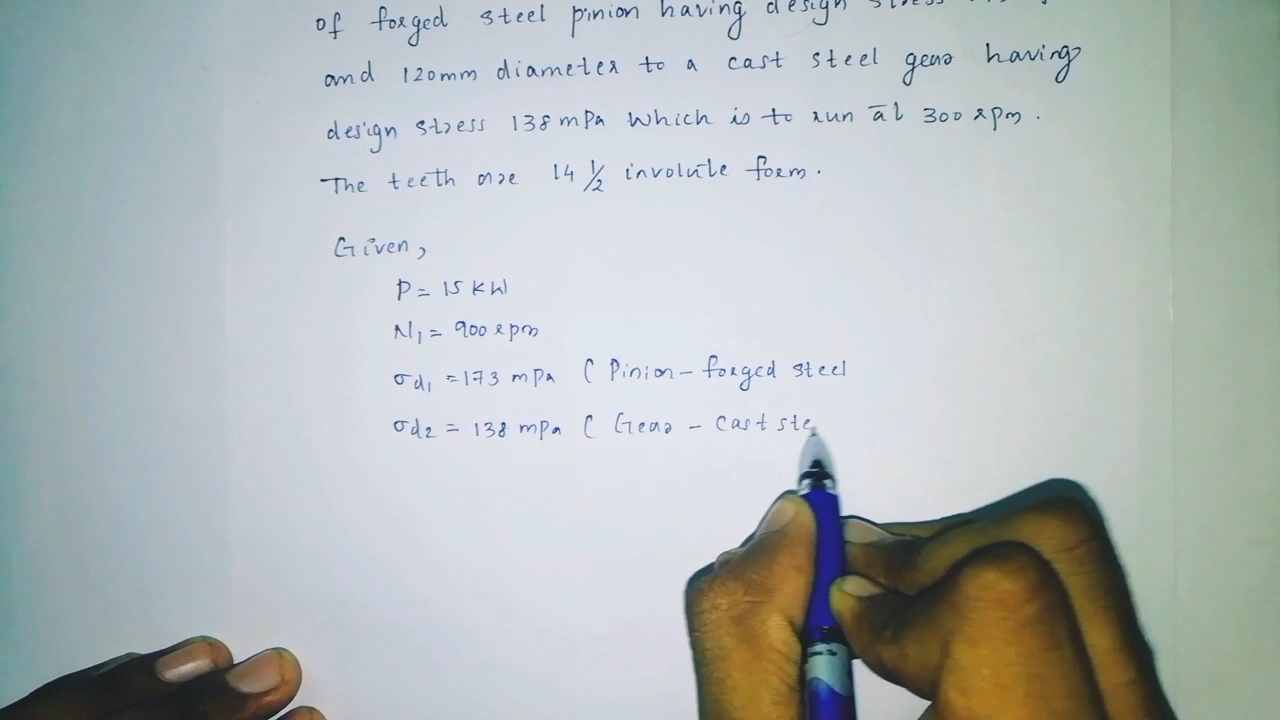 of forged steel pinion having design stress
and 120mm diameter to a cast steel gear having
design stress 138 mPa which is to run at 300 rpm.
The teeth are 14 1/2 involute form.
Given,
P = 15 KW
N1 = 900 rpm
σd1 = 173 mPa ( Pinion - forged steel
σd2 = 138 mPa ( Gear - cast ste